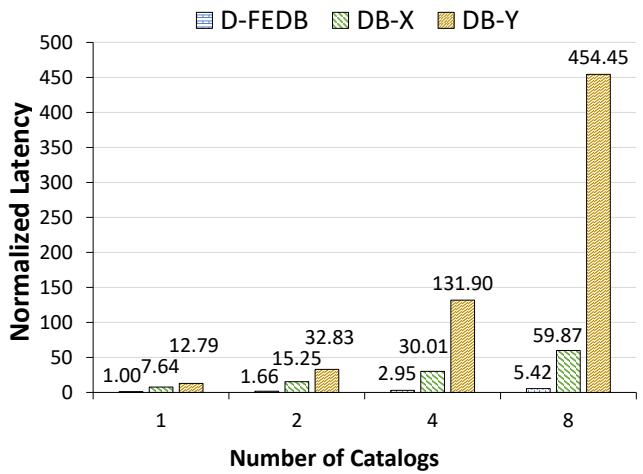 D-FEDB DB-X DB-Y
500
450
400
350
300
250
200
150
100
50
0
Normalized Latency
1.00 7.64 12.79
1.66 15.25 32.83
2.95 30.01 131.90
5.42 59.87 454.45
1 2 4 8
Number of Catalogs